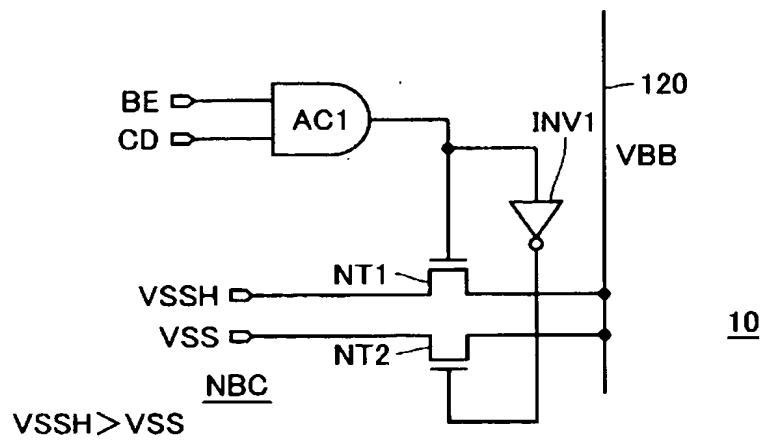 BE
CD
AC1
INV1
120
VBB
NT1
VSSH
VSS
NT2
10
NBC
VSSH>VSS